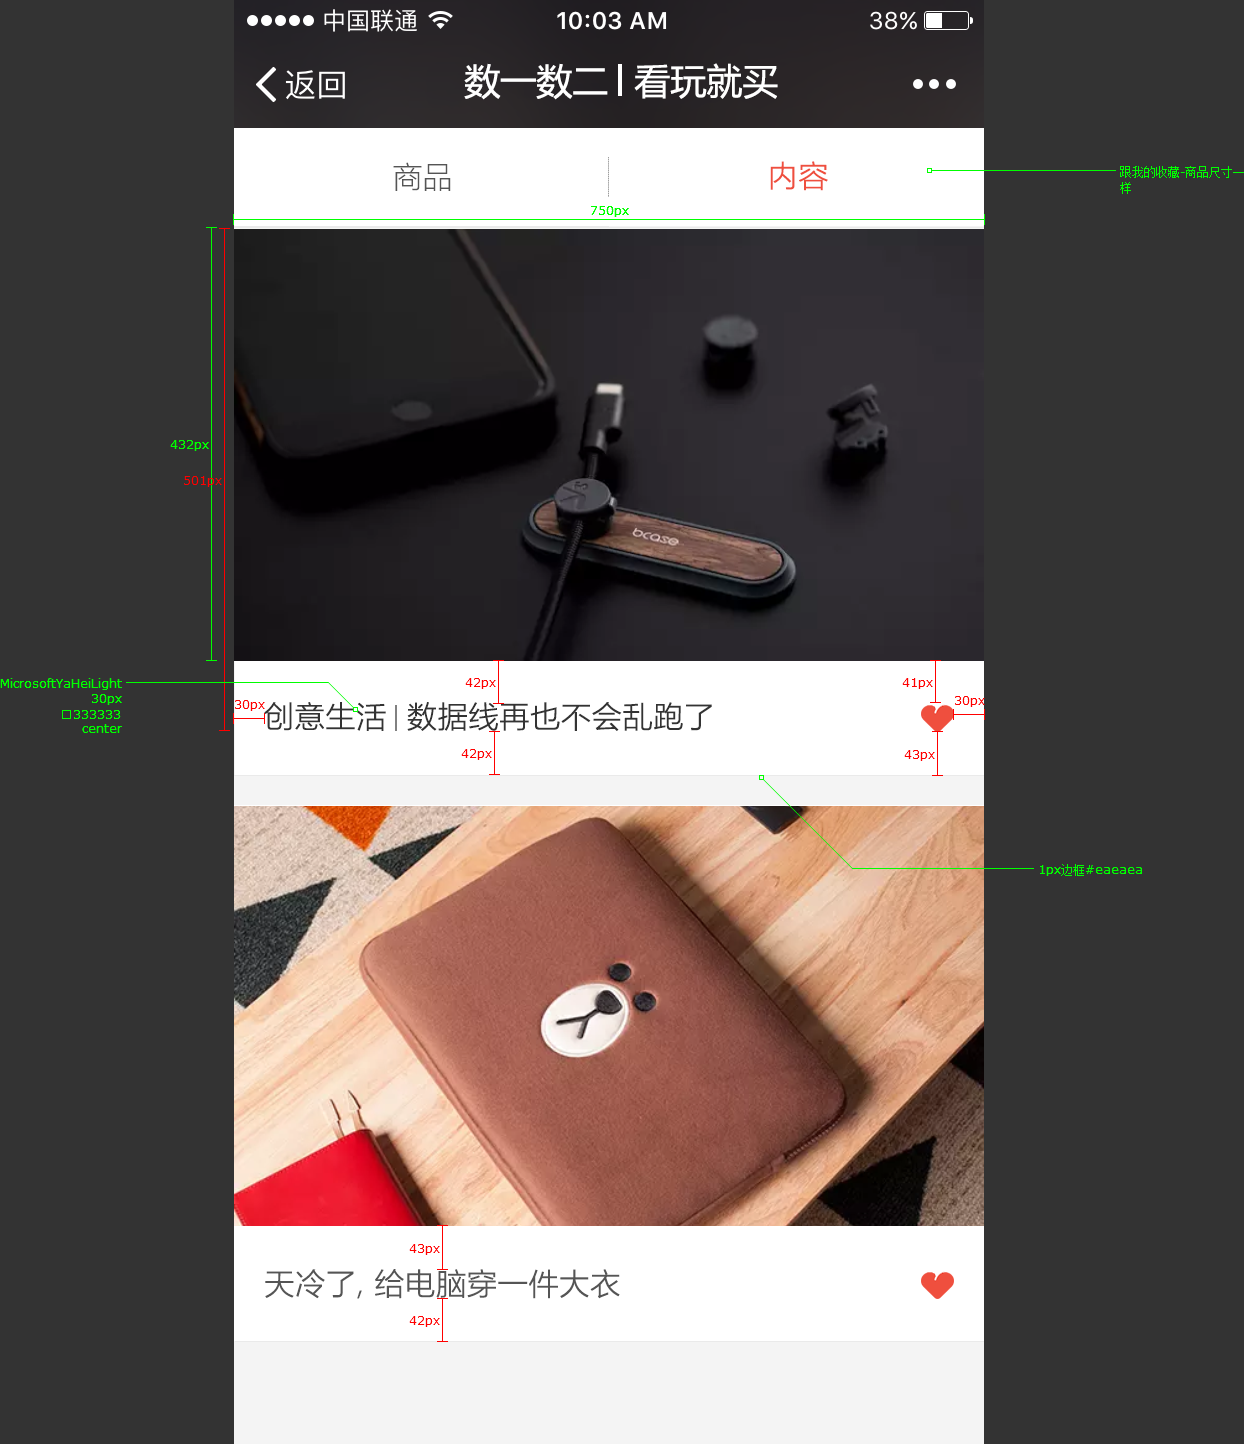 中国联通
10:03 AM
38%
返回
数一数二 | 看玩就买
商品
内容
跟我的收藏-商品尺寸一
样
750px
432px
501px
bcase
MicrosoftYaHeiLight
30px
333333
center
42px
41px
30px
创意生活 | 数据线再也不会乱跑了
30px
42px
43px
1px边框#eaeaea
43px
天冷了, 给电脑穿一件大衣
42px